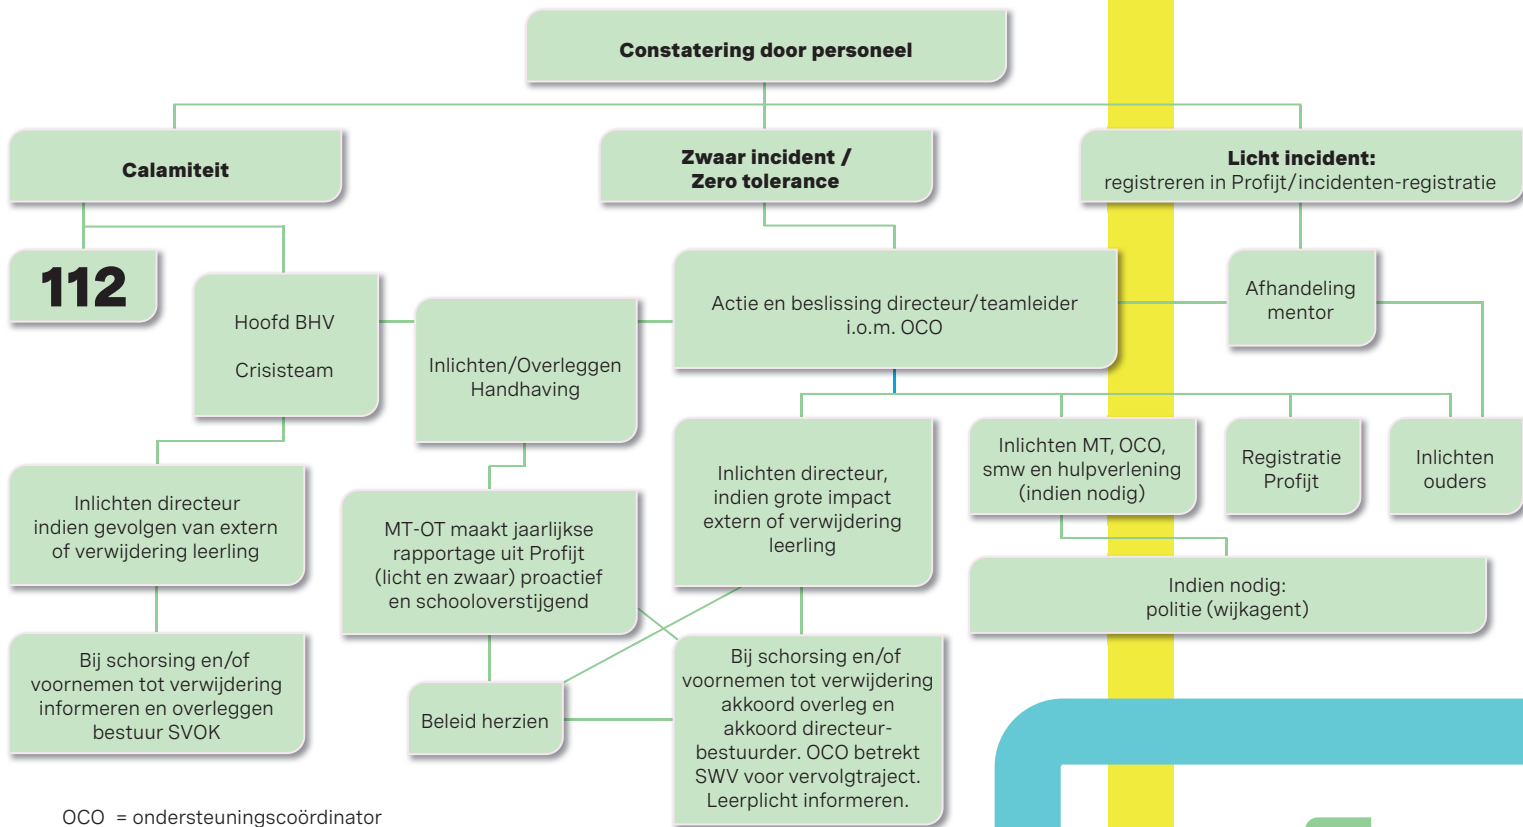 Constatering door personeel
Calamiteit
Zwaar incident /
Zero tolerance
Licht incident:
registreren in Profijt/incidenten-registratie
112
Hoofd BHV
Crisisteam
Inlichten/Overleggen
Handhaving
Actie en beslissing directeur/teamleider
i.o.m. OCO
Afhandeling
mentor
Inlichten directeur
indien gevolgen van extern
of verwijdering leerling
MT-OT maakt jaarlijkse
rapportage uit Profijt
(licht en zwaar) proactief
en schooloverstijgend
Inlichten directeur,
indien grote impact
extern of verwijdering
leerling
Inlichten MT, OCO,
smw en hulpverlening
(indien nodig)
Registratie
Profijt
Inlichten
ouders
Indien nodig:
politie (wijkagent)
Bij schorsing en/of
voornemen tot verwijdering
informeren en overleggen
bestuur SVOK
Beleid herzien
Bij schorsing en/of
voornemen tot verwijdering
akkoord overleg en
akkoord directeur-
bestuurder. OCO betrekt
SWV voor vervolgtraject.
Leerplicht informeren.
OCO = ondersteuningscoördinator